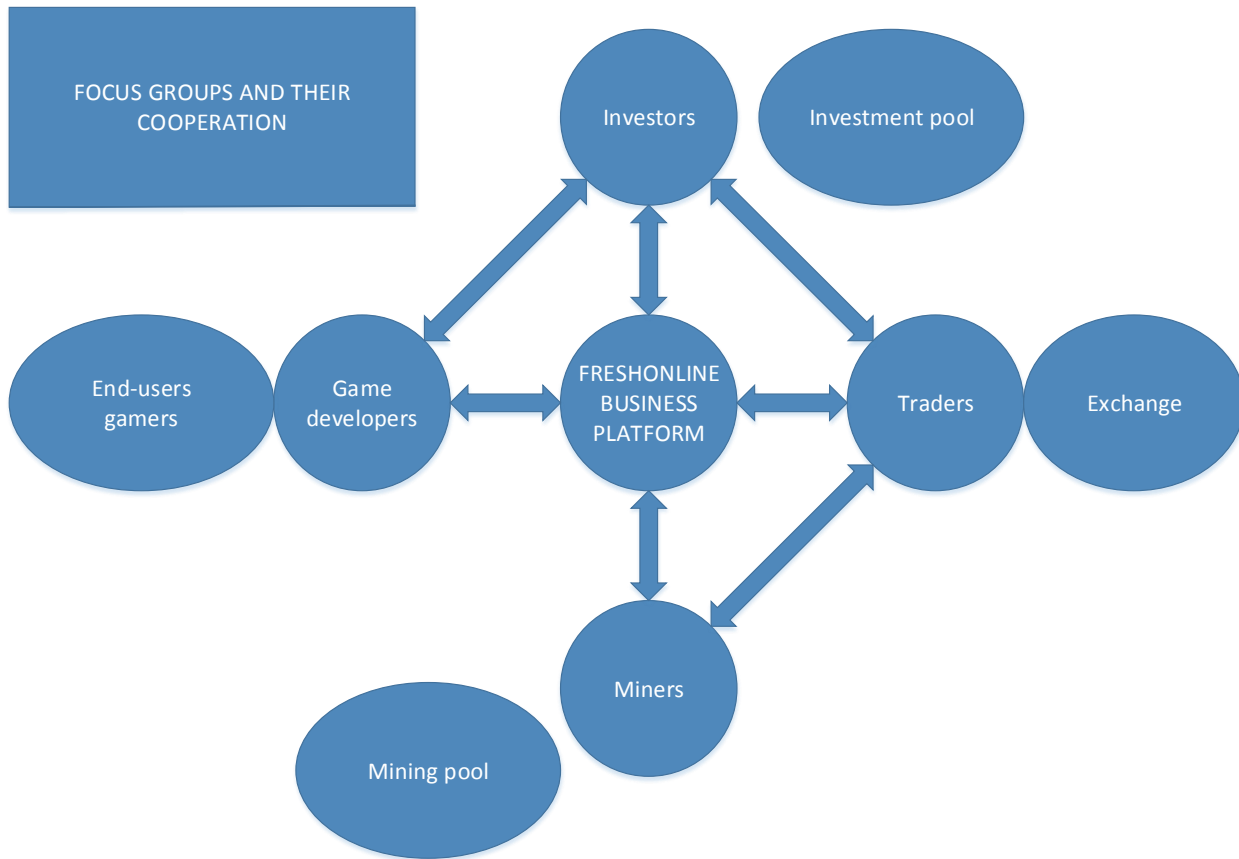 FOCUS GROUPS AND THEIR
COOPERATION
Investors
Investment pool
End-users
gamers
Game
developers
FRESHONLINE
BUSINESS
PLATFORM
Traders
Exchange
Miners
Mining pool